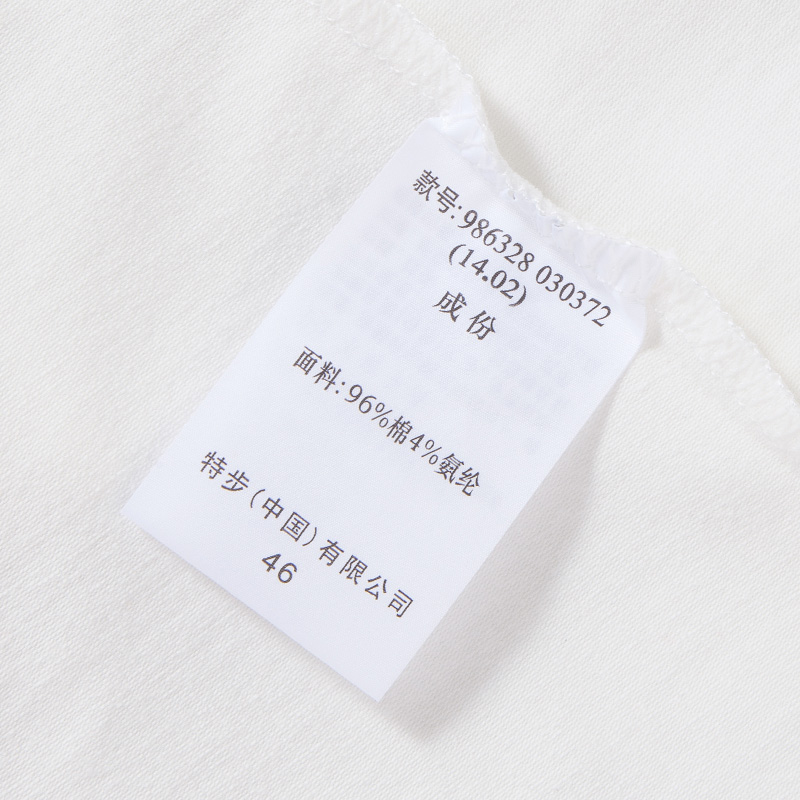 款号:986328 030372
(14.02)
成份
面料:96%棉4%氨纶
特步(中国)有限公司
46